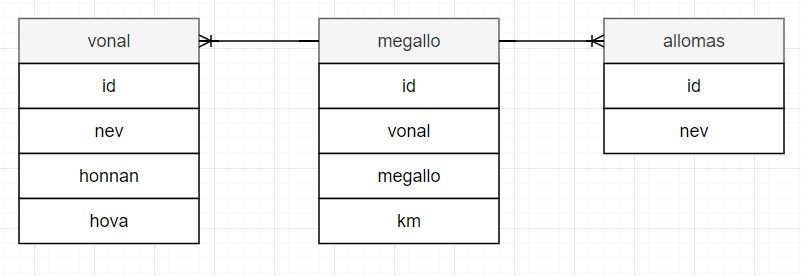 vonal
id
nev
honnan
hova
megallo
id
vonal
megallo
km
allomas
id
nev